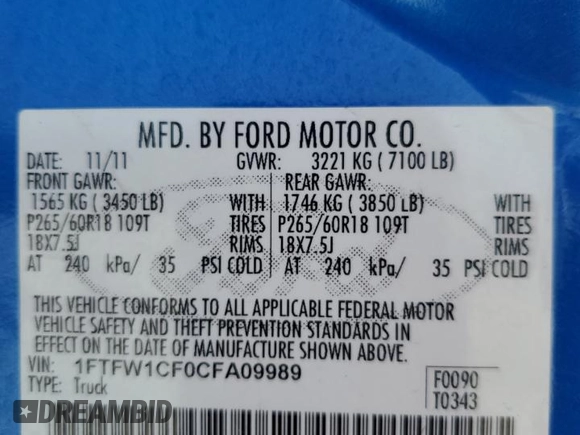 MFD. BY FORD MOTOR CO.
DATE: 11/11 GVWR: 3221 KG ( 7100 LB)
FRONT GAWR: REAR GAWR:
1565 KG ( 3450 LB) WITH 1746 KG ( 3850 LB) WITH
P265/60R18 109T TIRES P265/60R18 109T TIRES
18X7.5J RIMS 18X7.5J RIMS
AT 240 kPa/ 35 PSI COLD AT 240 kPa/ 35 PSI COLD
THIS VEHICLE CONFORMS TO ALL APPLICABLE FEDERAL MOTOR
VEHICLE SAFETY AND THEFT PREVENTION STANDARDS IN
EFFECT ON THE DATE OF MANUFACTURE SHOWN ABOVE.
VIN: 1FTFW1CF0CFA09989 F0090
TYPE: Truck T0343
©2026 BIDFAX
1DREAMBID